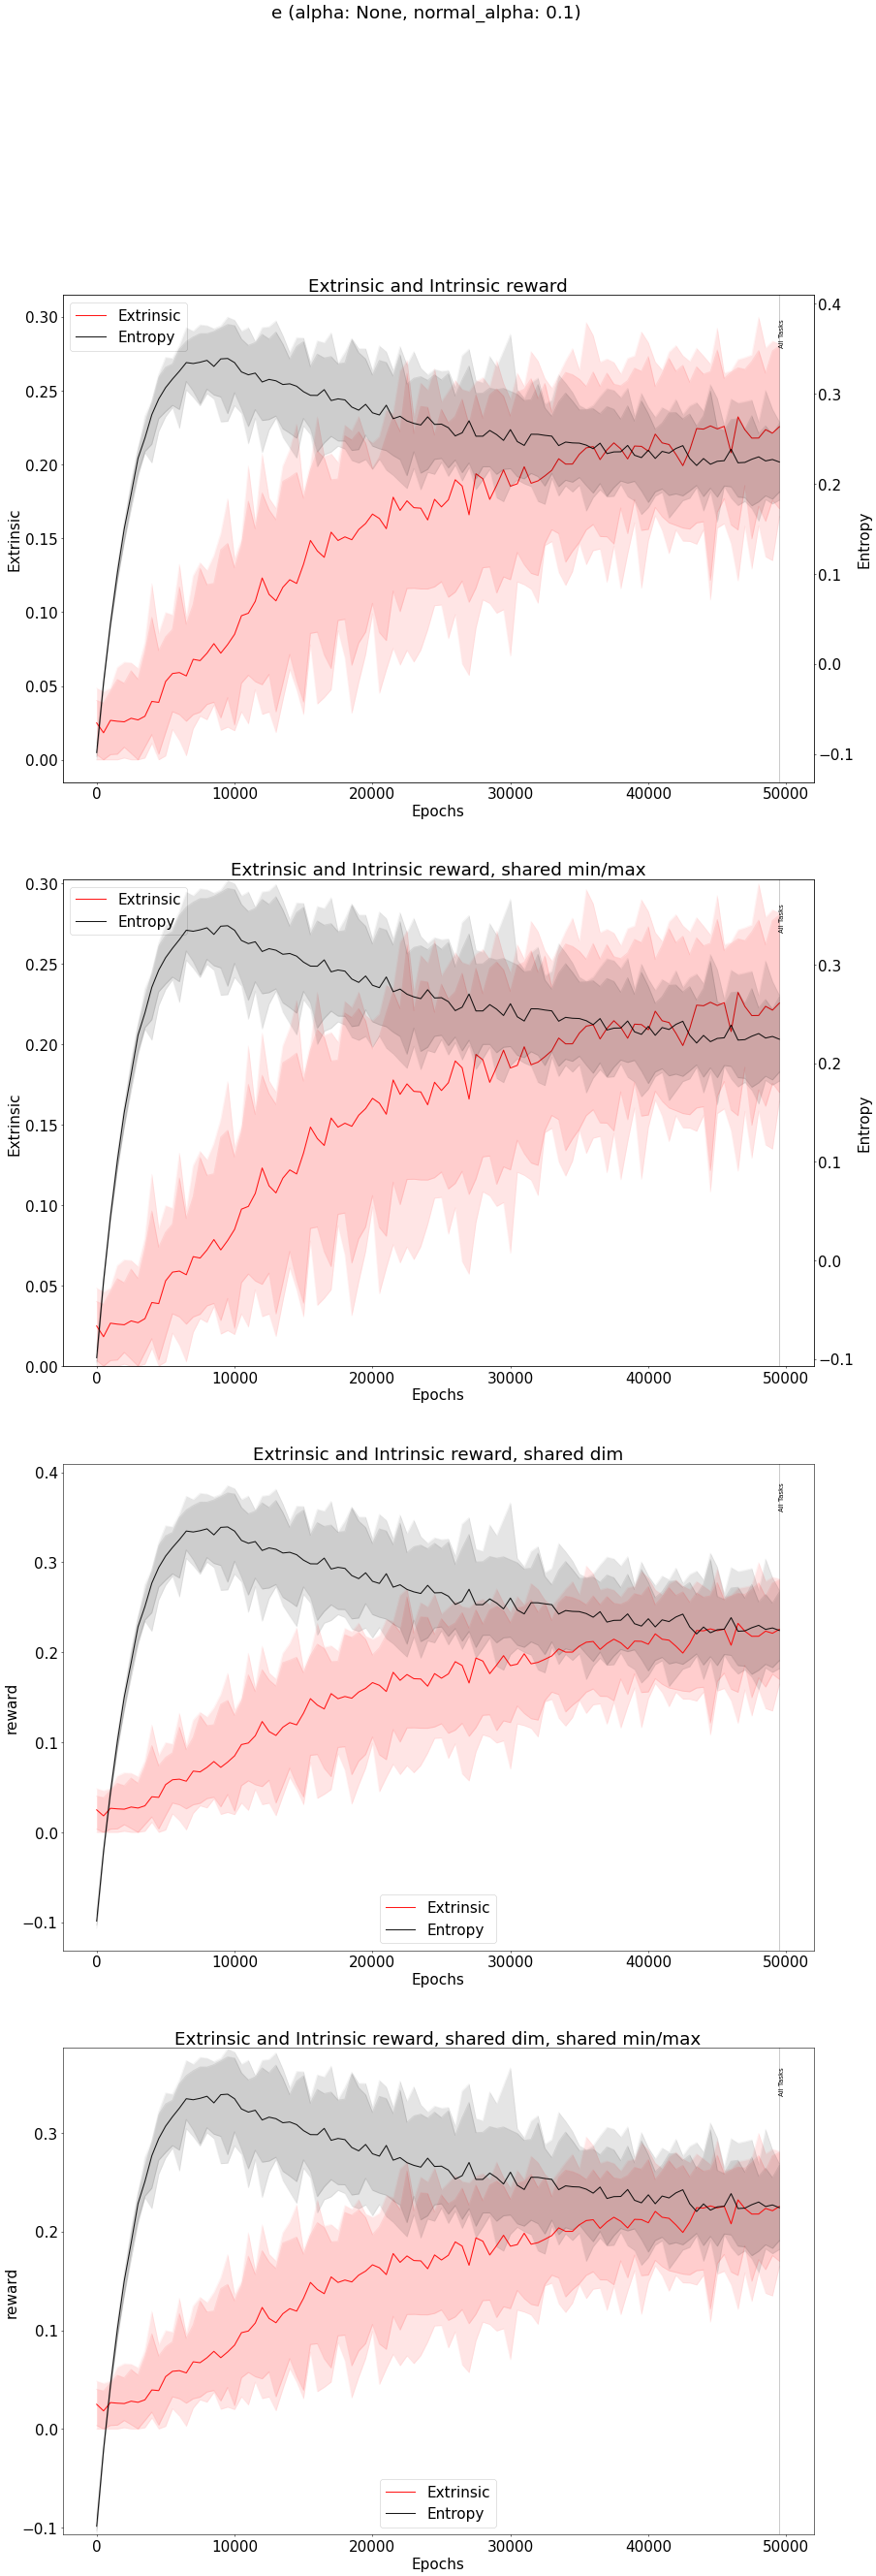 e (alpha: None, normal_alpha: 0.1)
Extrinsic and Intrinsic reward
Extrinsic
Entropy
All Tasks
0.30
0.25
0.20
0.15
0.10
0.05
0.00
Extrinsic
0.4
0.3
0.2
0.1
0.0
−0.1
Entropy
0 10000 20000 30000 40000 50000
Epochs
Extrinsic and Intrinsic reward, shared min/max
Extrinsic
Entropy
All Tasks
0.30
0.25
0.20
0.15
0.10
0.05
0.00
Extrinsic
0.3
0.2
0.1
0.0
−0.1
Entropy
0 10000 20000 30000 40000 50000
Epochs
Extrinsic and Intrinsic reward, shared dim
All Tasks
0.4
0.3
0.2
0.1
0.0
−0.1
reward
Extrinsic
Entropy
0 10000 20000 30000 40000 50000
Epochs
Extrinsic and Intrinsic reward, shared dim, shared min/max
All Tasks
0.3
0.2
0.1
0.0
−0.1
reward
Extrinsic
Entropy
0 10000 20000 30000 40000 50000
Epochs